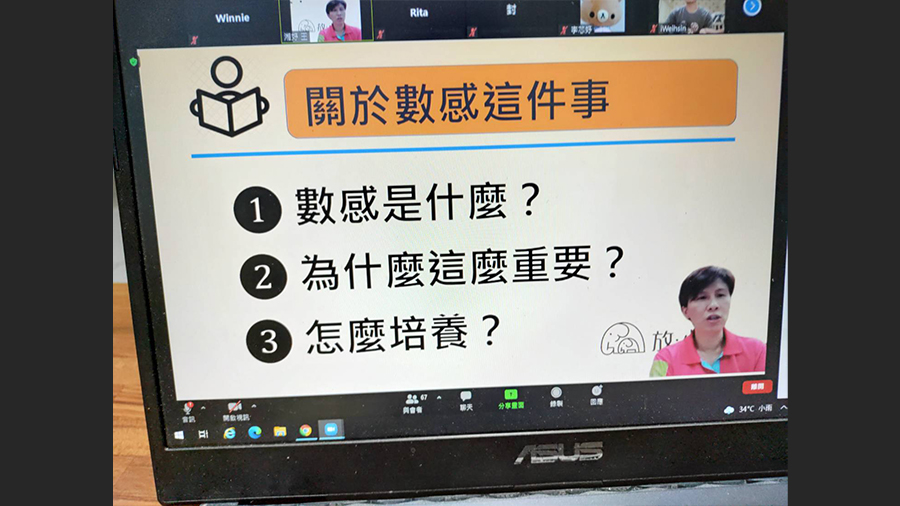 Winnie
Rita
封
李芯妤
iWeihsin
關於數感這件事
1 數感是什麼？
2 為什麼這麼重要？
3 怎麼培養？
放
音訊
開啟視訊
67
與會者
聊天
分享畫面
錄製
回應
離開
34°C 小雨
ASUS